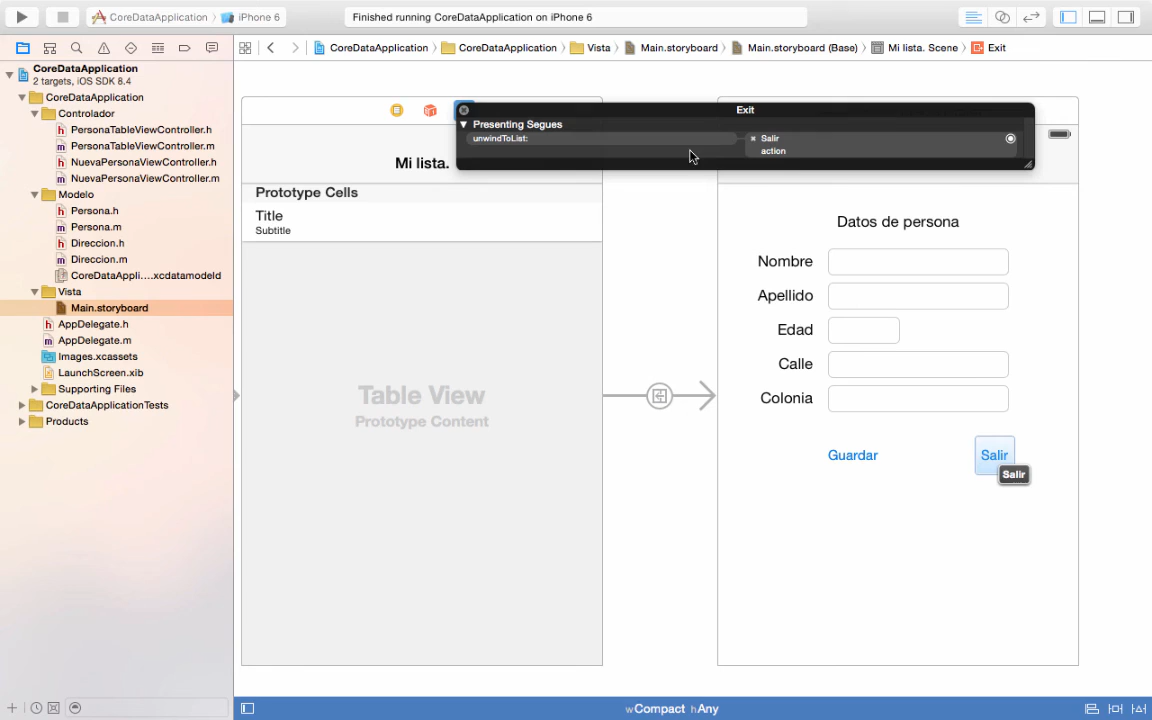 CoreDataApplication
iPhone 6
Finished running CoreDataApplication on iPhone 6
CoreDataApplication
CoreDataApplication
Vista
Main.storyboard
Main.storyboard (Base)
Mi lista. Scene
Exit
CoreDataApplication
2 targets, iOS SDK 8.4
CoreDataApplication
Controlador
h PersonaTableViewController.h
m PersonaTableViewController.m
h NuevaPersonaViewController.h
m NuevaPersonaViewController.m
Modelo
h Persona.h
m Persona.m
h Direccion.h
m Direccion.m
CoreDataAppli....xcdatamodeld
Vista
Main.storyboard
h AppDelegate.h
m AppDelegate.m
Images.xcassets
LaunchScreen.xib
Supporting Files
CoreDataApplicationTests
Products
Exit
Presenting Segues
unwindToList:
Salir
action
Mi lista.
Prototype Cells
Title
Subtitle
Table View
Prototype Content
Datos de persona
Nombre
Apellido
Edad
Calle
Colonia
Guardar
Salir
Salir
wCompact hAny